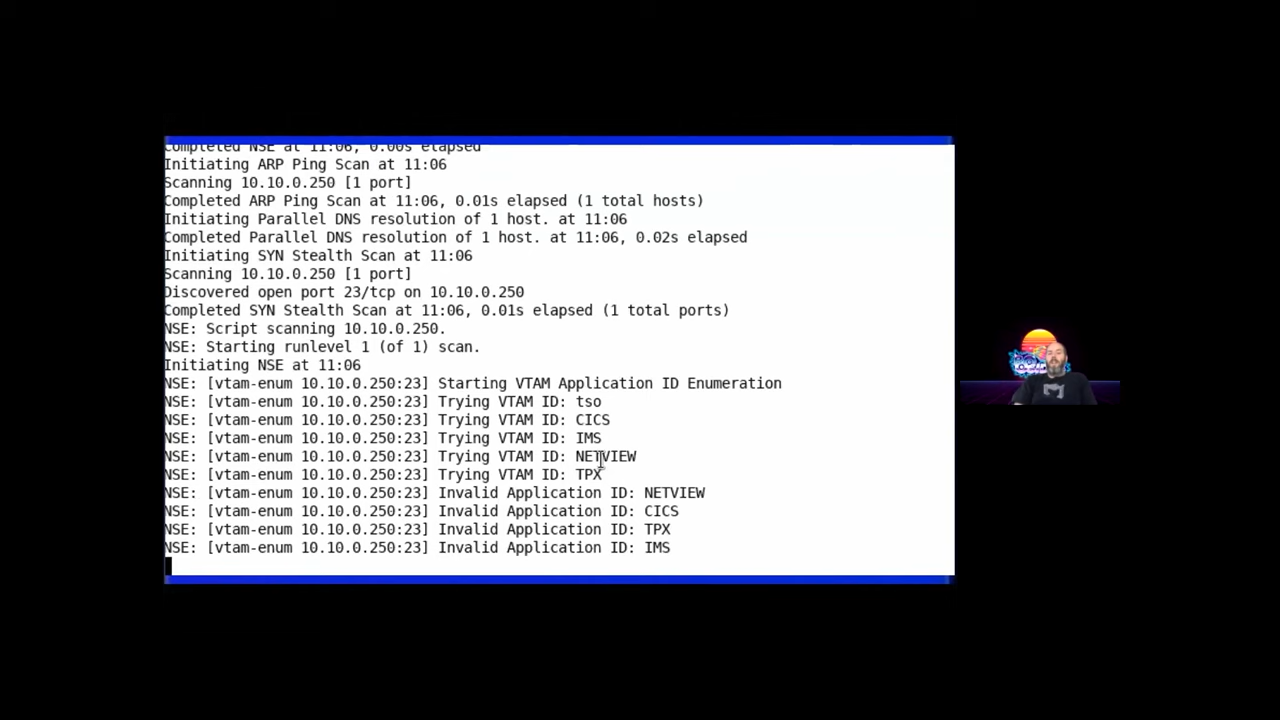 Completed NSE at 11:06, 0.00s elapsed
Initiating ARP Ping Scan at 11:06
Scanning 10.10.0.250 [1 port]
Completed ARP Ping Scan at 11:06, 0.01s elapsed (1 total hosts)
Initiating Parallel DNS resolution of 1 host. at 11:06
Completed Parallel DNS resolution of 1 host. at 11:06, 0.02s elapsed
Initiating SYN Stealth Scan at 11:06
Scanning 10.10.0.250 [1 port]
Discovered open port 23/tcp on 10.10.0.250
Completed SYN Stealth Scan at 11:06, 0.01s elapsed (1 total ports)
NSE: Script scanning 10.10.0.250.
NSE: Starting runlevel 1 (of 1) scan.
Initiating NSE at 11:06
NSE: [vtam-enum 10.10.0.250:23] Starting VTAM Application ID Enumeration
NSE: [vtam-enum 10.10.0.250:23] Trying VTAM ID: tso
NSE: [vtam-enum 10.10.0.250:23] Trying VTAM ID: CICS
NSE: [vtam-enum 10.10.0.250:23] Trying VTAM ID: IMS
NSE: [vtam-enum 10.10.0.250:23] Trying VTAM ID: NETVIEW
NSE: [vtam-enum 10.10.0.250:23] Trying VTAM ID: TPX
NSE: [vtam-enum 10.10.0.250:23] Invalid Application ID: NETVIEW
NSE: [vtam-enum 10.10.0.250:23] Invalid Application ID: CICS
NSE: [vtam-enum 10.10.0.250:23] Invalid Application ID: TPX
NSE: [vtam-enum 10.10.0.250:23] Invalid Application ID: IMS